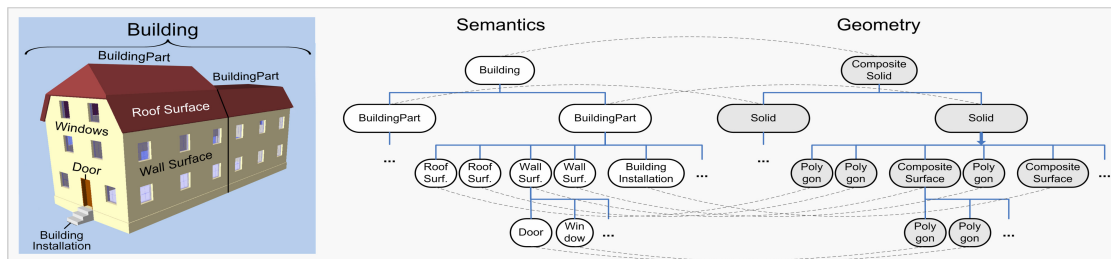 Building
BuildingPart
BuildingPart
Roof Surface
Windows
Wall Surface
Door
Building
Installation
Semantics
Geometry
Building
Composite
Solid
BuildingPart
BuildingPart
Solid
Solid
...
...
Roof
Surf.
Roof
Surf.
Wall
Surf.
Wall
Surf.
Building
Installation
...
Poly
gon
Poly
gon
Composite
Surface
Poly
gon
Composite
Surface
...
Door
Win
dow
...
Poly
gon
Poly
gon
...